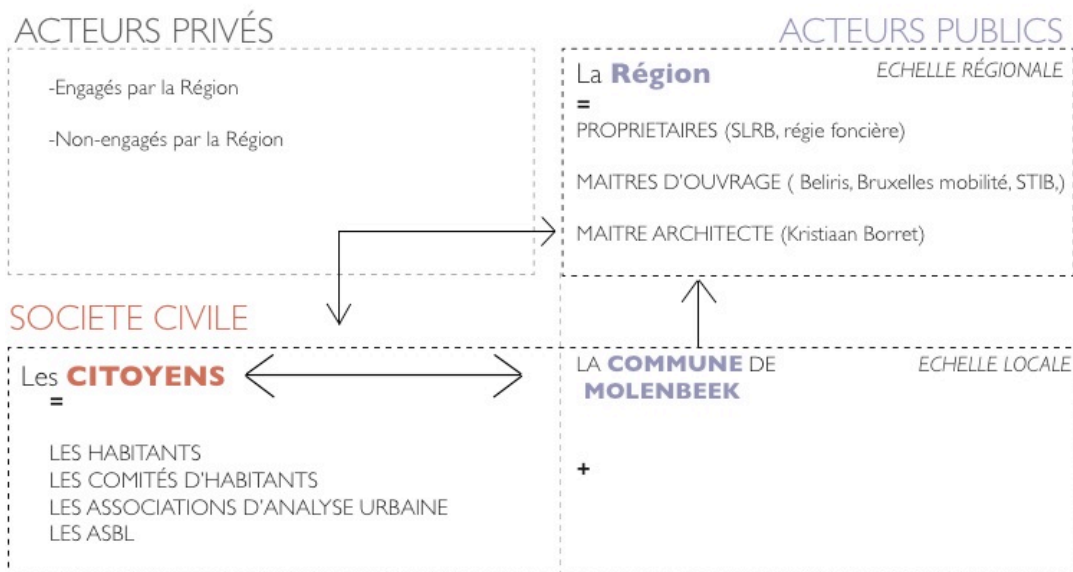 ACTEURS PRIVÉS
-Engagés par la Région
-Non-engagés par la Région
ACTEURS PUBLICS
La Région
ECHELLE RÉGIONALE
=
PROPRIETAIRES (SLRB, régie foncière)
MAITRES D'OUVRAGE ( Beliris, Bruxelles mobilité, STIB,)
MAITRE ARCHITECTE (Kristiaan Borret)
SOCIETE CIVILE
Les CITOYENS
=
LES HABITANTS
LES COMITÉS D'HABITANTS
LES ASSOCIATIONS D'ANALYSE URBAINE
LES ASBL
LA COMMUNE DE
MOLENBEEK
ECHELLE LOCALE
+